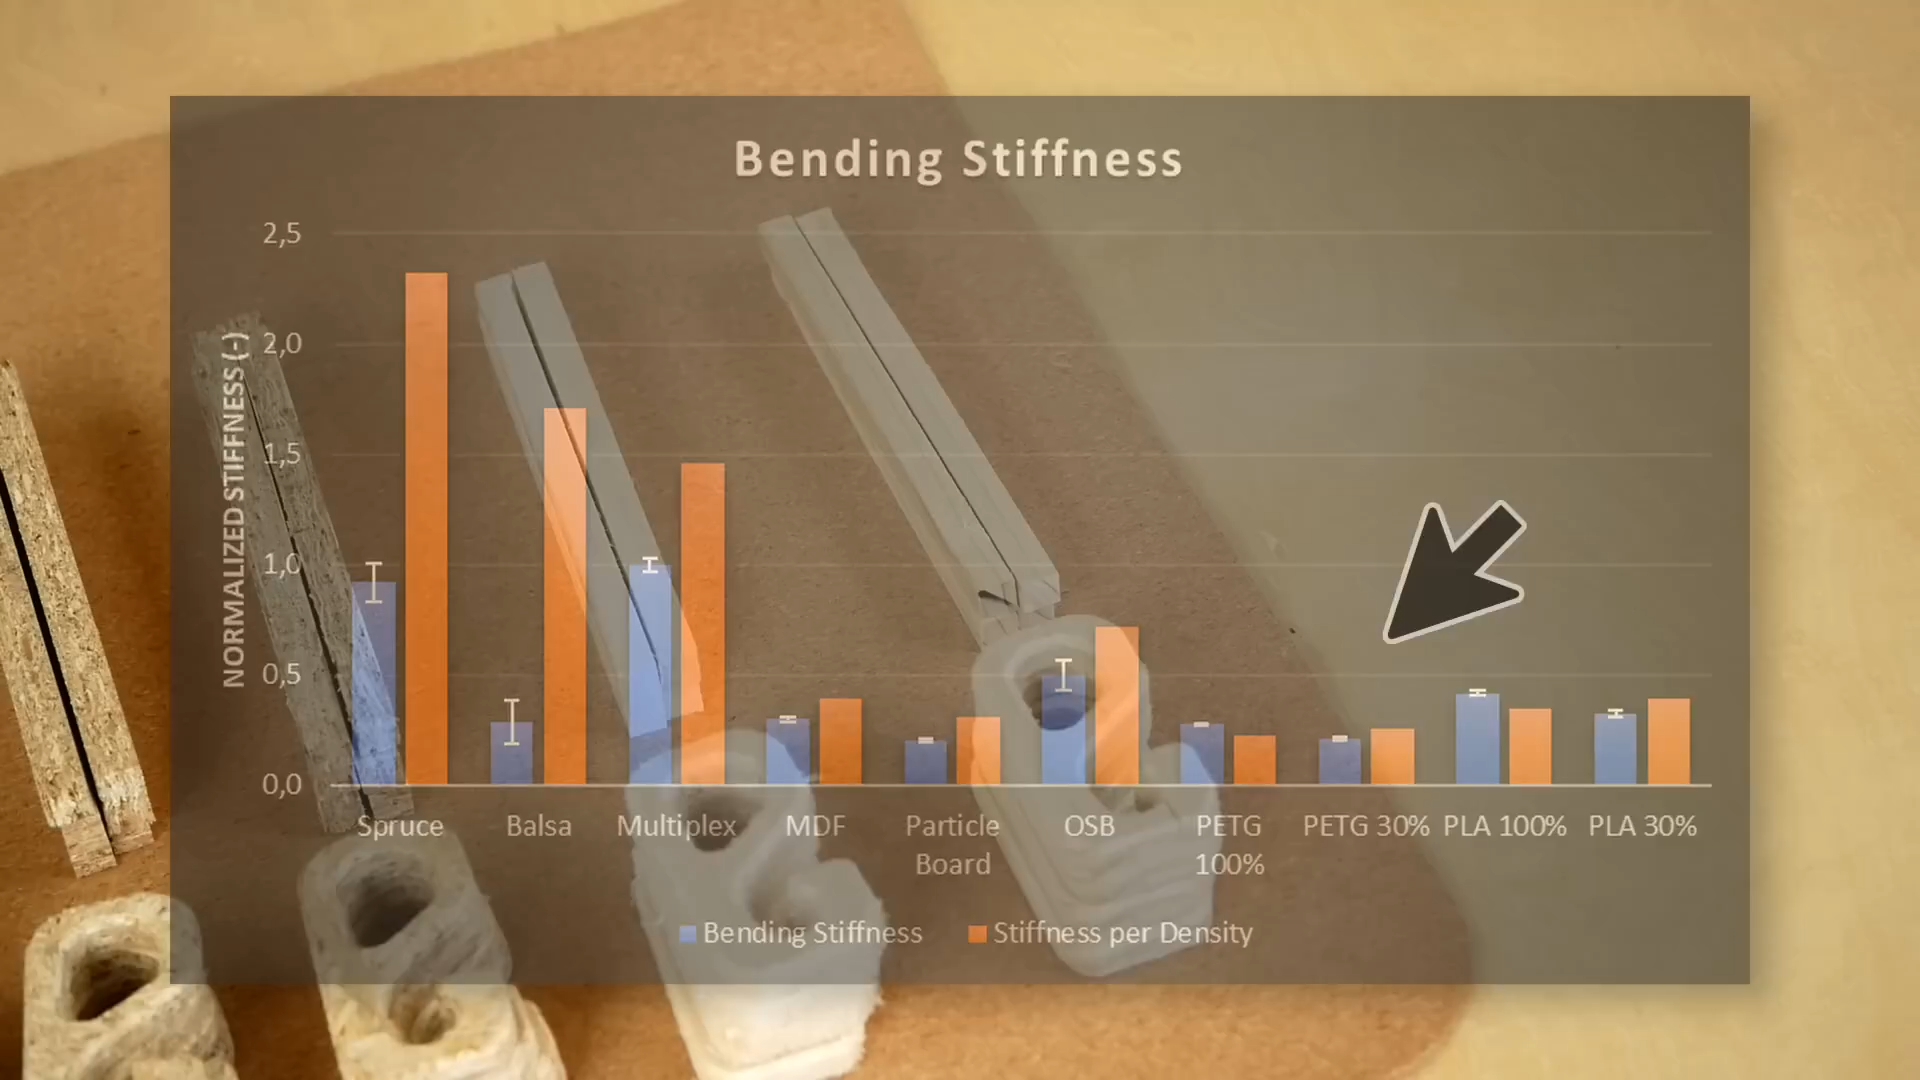 Bending Stiffness
NORMALIZED STIFFNESS (-)
2,5
2,0
1,5
1,0
0,5
0,0
Spruce
Balsa
Multiplex
MDF
Particle
Board
OSB
PETG
100%
PETG 30%
PLA 100%
PLA 30%
Bending Stiffness
Stiffness per Density